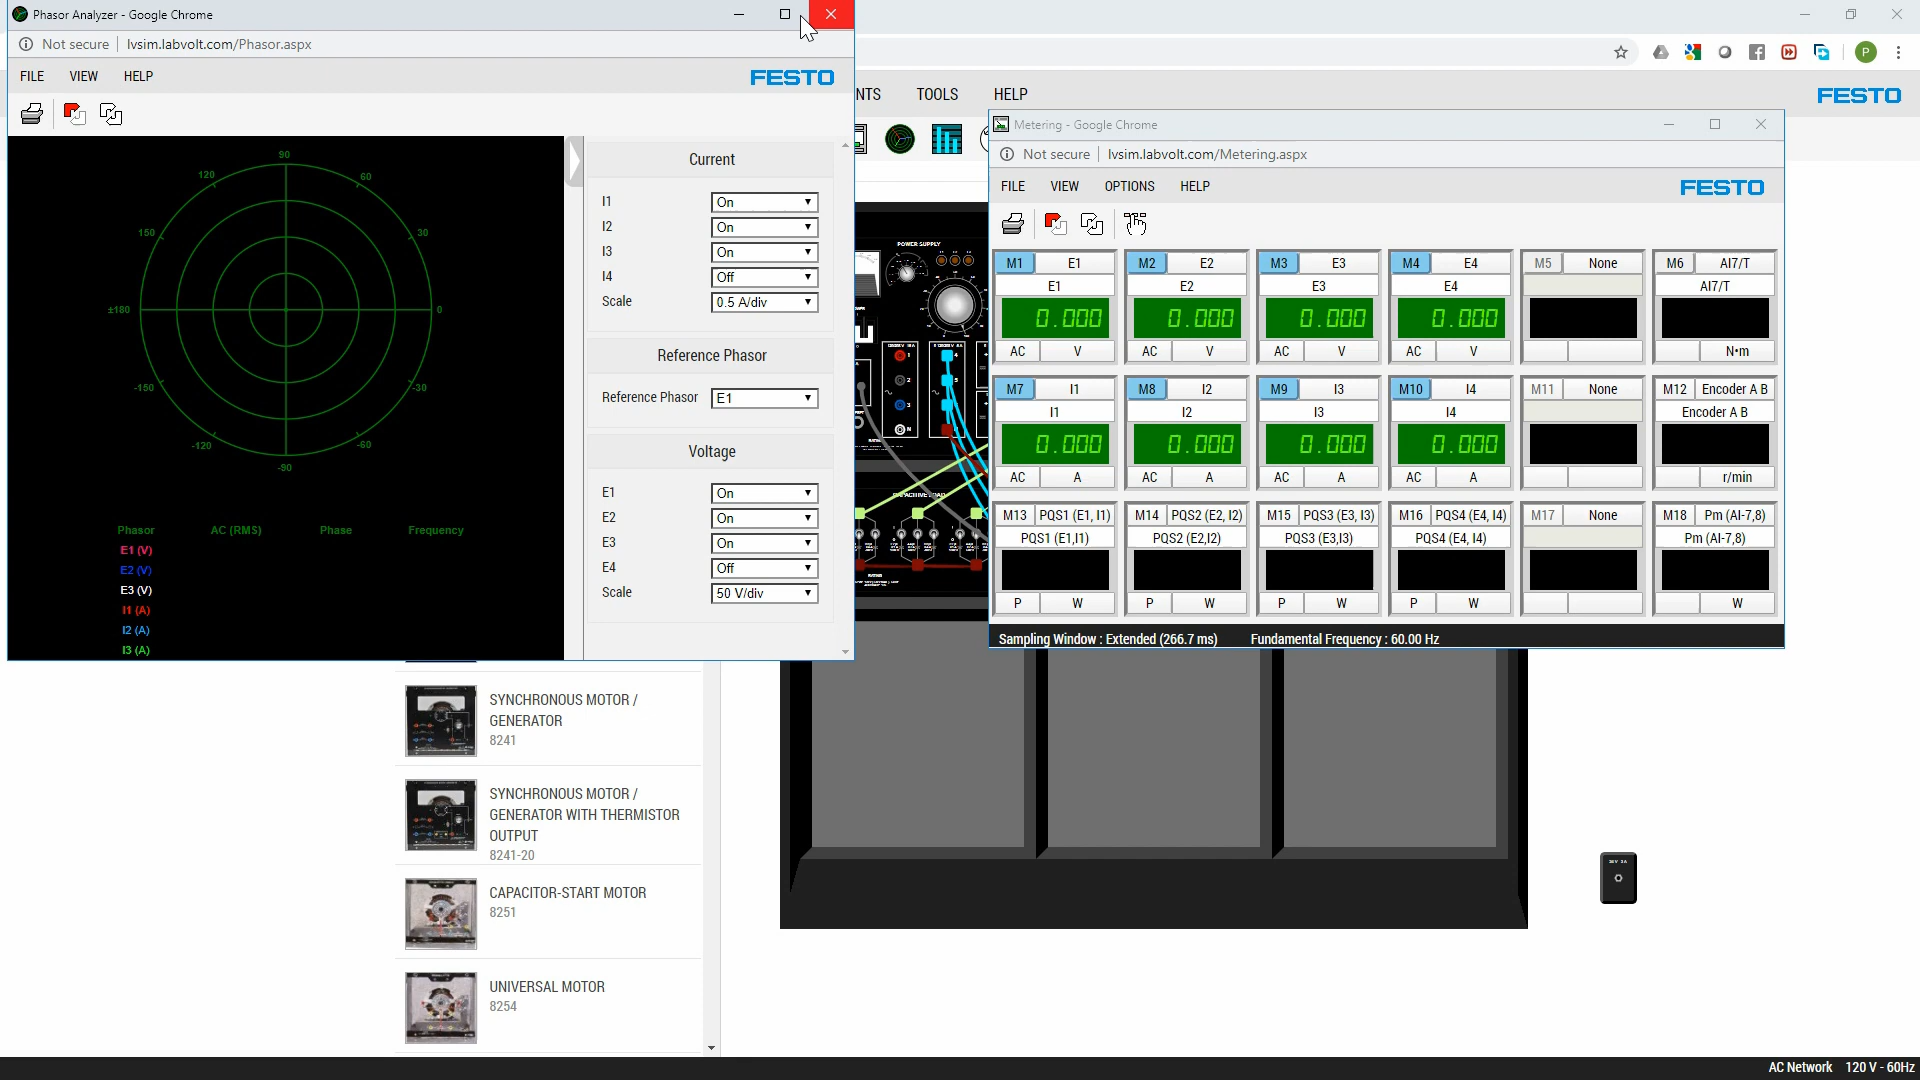 Phasor Analyzer - Google Chrome
Not secure lvsim.labvolt.com/Phasor.aspx
FILE VIEW HELP
FESTO
90
120
60
150
30
±180
0
-150
-30
-120
-60
-90
Phasor AC (RMS) Phase Frequency
E1 (V)
E2 (V)
E3 (V)
I1 (A)
I2 (A)
I3 (A)
Current
I1 On
I2 On
I3 On
I4 Off
Scale 0.5 A/div
Reference Phasor
Reference Phasor E1
Voltage
E1 On
E2 On
E3 On
E4 Off
Scale 50 V/div
P
NTS TOOLS HELP
FESTO
POWER SUPPLY
Metering - Google Chrome
Not secure lvsim.labvolt.com/Metering.aspx
FILE VIEW OPTIONS HELP
FESTO
M1 E1 M2 E2 M3 E3 M4 E4 M5 None M6 AI7/T
E1 E2 E3 E4 AI7/T
0.000 0.000 0.000 0.000
AC V AC V AC V AC V N•m
M7 I1 M8 I2 M9 I3 M10 I4 M11 None M12 Encoder A B
I1 I2 I3 I4 Encoder A B
0.000 0.000 0.000 0.000
AC A AC A AC A AC A r/min
M13 PQS1 (E1, I1) M14 PQS2 (E2, I2) M15 PQS3 (E3, I3) M16 PQS4 (E4, I4) M17 None M18 Pm (AI-7,8)
PQS1 (E1,I1) PQS2 (E2,I2) PQS3 (E3,I3) PQS4 (E4, I4) Pm (AI-7,8)
P W P W P W P W W
Sampling Window : Extended (266.7 ms) Fundamental Frequency : 60.00 Hz
SYNCHRONOUS MOTOR /
GENERATOR
8241
SYNCHRONOUS MOTOR /
GENERATOR WITH THERMISTOR
OUTPUT
8241-20
CAPACITOR-START MOTOR
8251
UNIVERSAL MOTOR
8254
AC Network 120 V - 60Hz